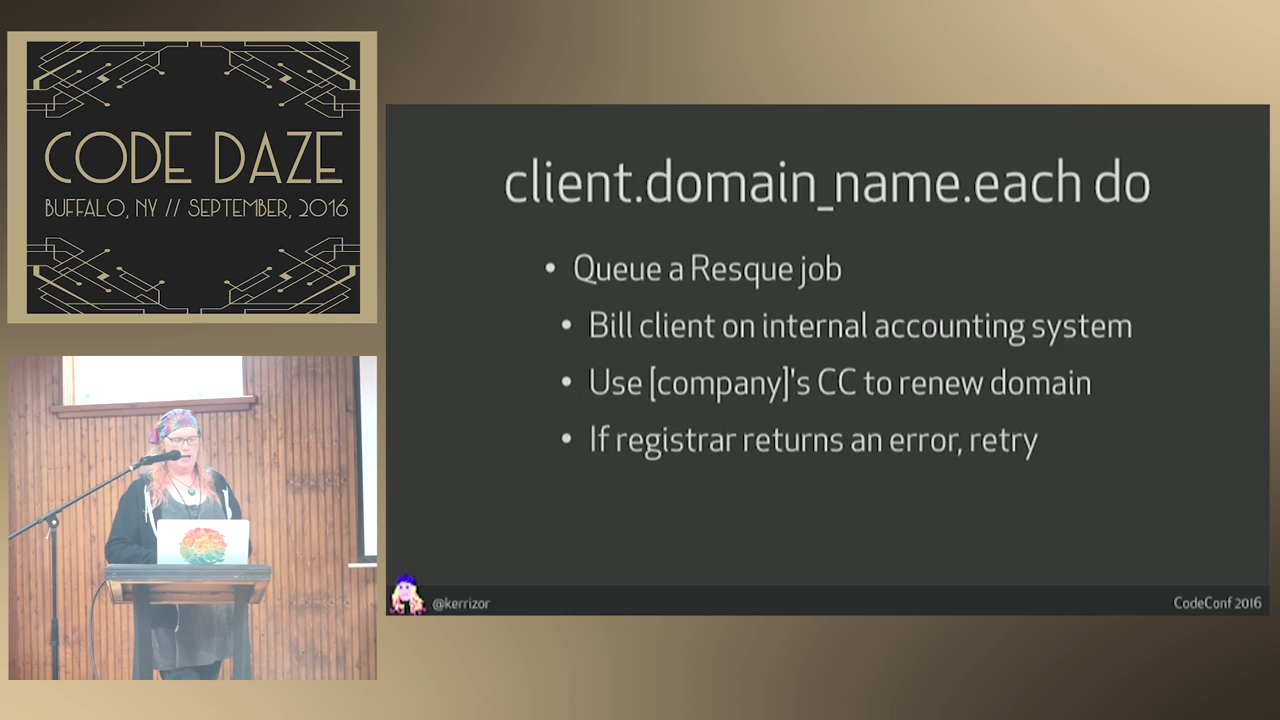 CODE DAZE
BUFFALO, NY // SEPTEMBER, 2016
client.domain_name.each do
• Queue a Resque job
• Bill client on internal accounting system
• Use [company]'s CC to renew domain
• If registrar returns an error, retry
@kerrizor
CodeConf 2016